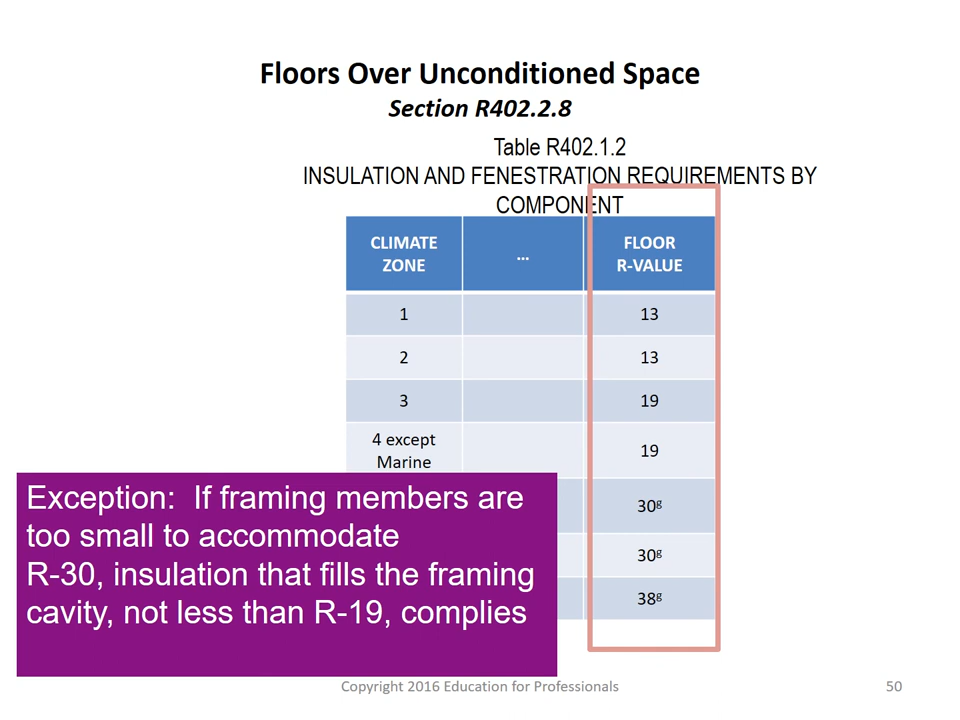 Floors Over Unconditioned Space
Section R402.2.8
Table R402.1.2
INSULATION AND FENESTRATION REQUIREMENTS BY
COMPONENT
CLIMATE ZONE ... FLOOR R-VALUE
1 13
2 13
3 19
4 except Marine 19
30g
30g
38g
Exception: If framing members are
too small to accommodate
R-30, insulation that fills the framing
cavity, not less than R-19, complies
Copyright 2016 Education for Professionals
50